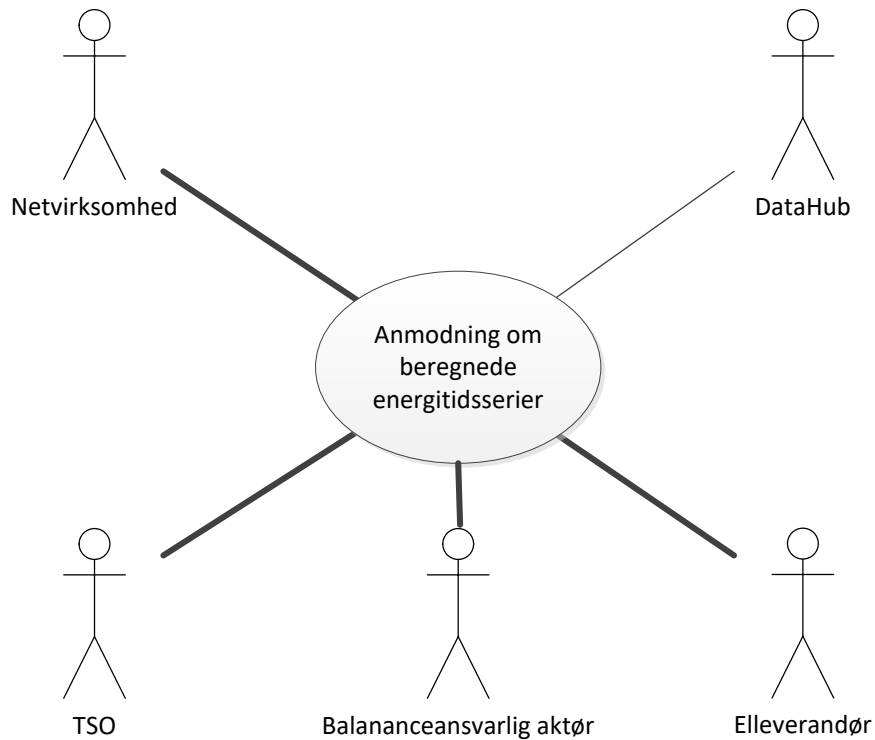 Netvirksomhed
DataHub
Anmodning om
beregnede
energitidsserier
TSO
Balananceansvarlig aktør
Elleverandør